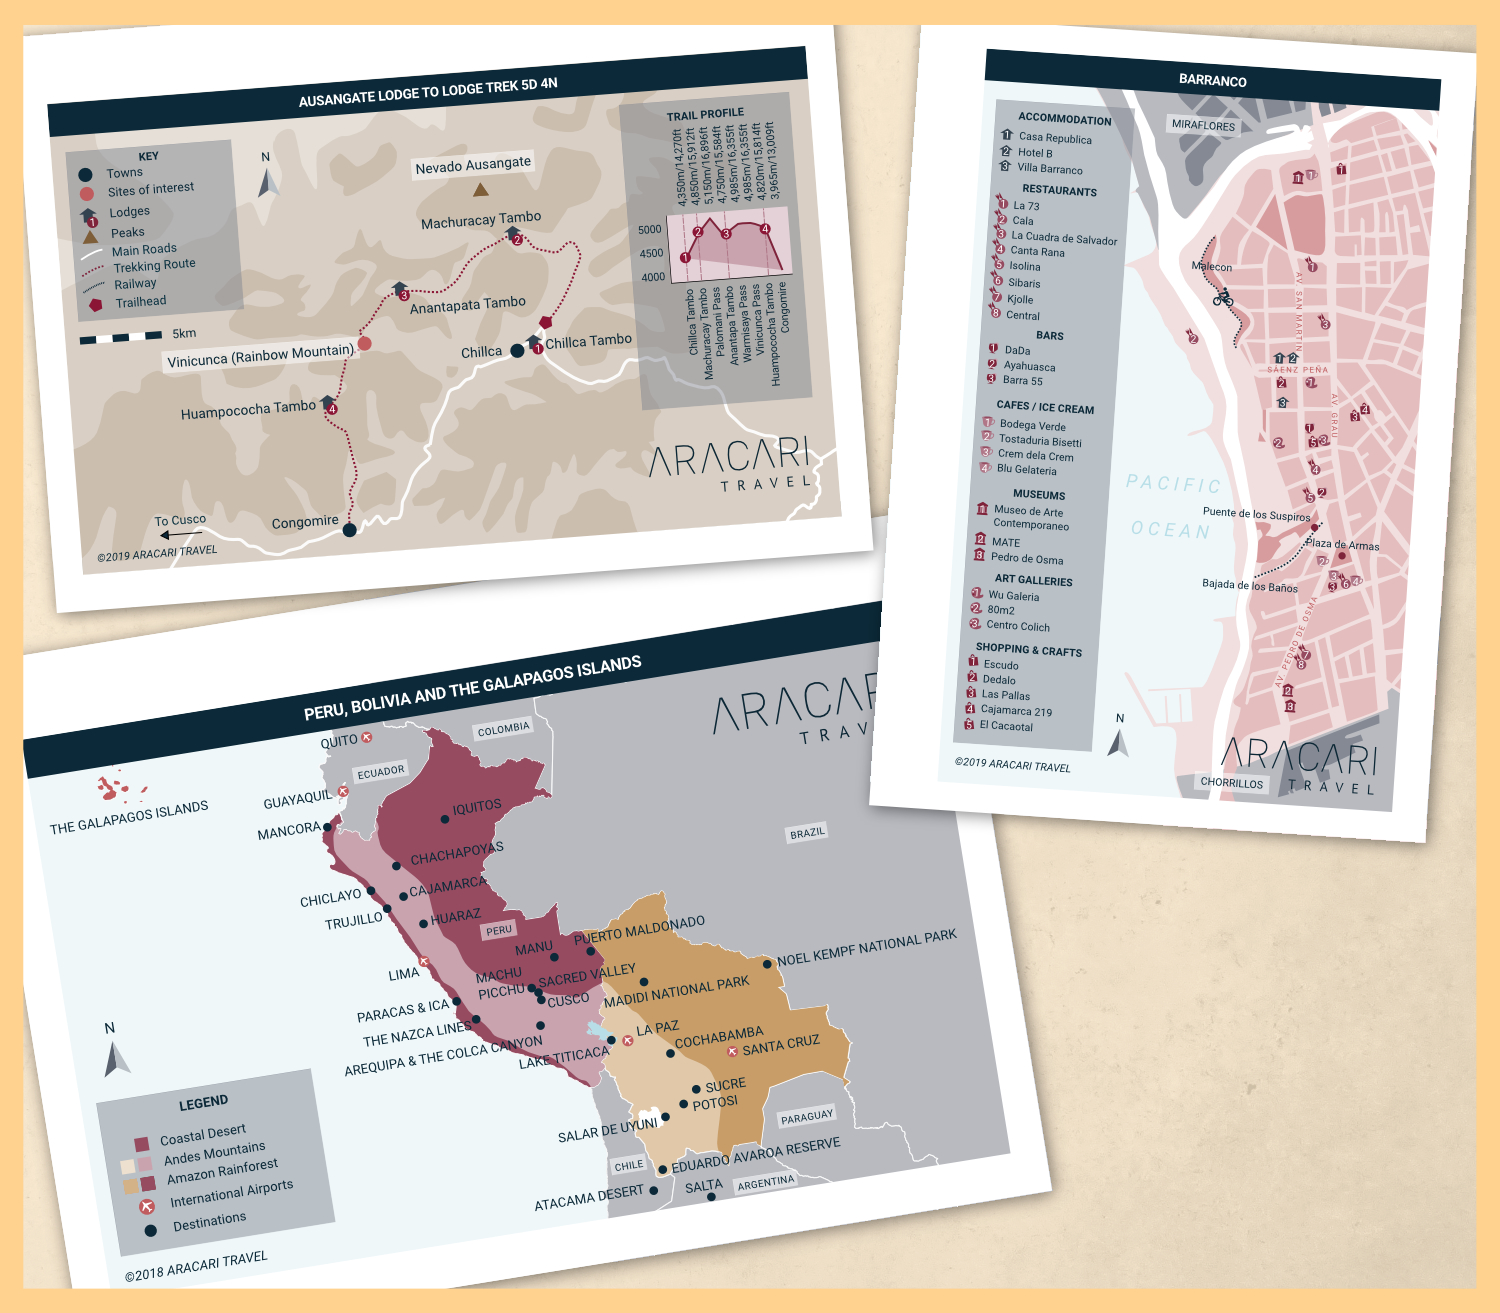 AUSANGATE LODGE TO LODGE TREK 5D 4N
KEY
Towns
Sites of interest
Lodges
1
Peaks
Main Roads
Trekking Route
Railway
Trailhead
5km
N
Nevado Ausangate
Machuracay Tambo
2
3
Anantapata Tambo
Vinicunca (Rainbow Mountain)
Chillca
1
Chillca Tambo
Huampococha Tambo
4
Congomire
To Cusco
©2019 ARACARI TRAVEL
TRAIL PROFILE
4,350m/14,270ft
4,850m/15,912ft
5,150m/16,896ft
4,750m/15,584ft
4,985m/16,355ft
4,985m/16,355ft
4,820m/15,814ft
3,965m/13,009ft
5000
4500
4000
1
2
3
4
Chillca Tambo
Machuracay Tambo
Palomani Pass
Anantapa Tambo
Warmisaya Pass
Vinicunca Pass
Huampococha Tambo
Congomire
ARACARI
TRAVEL
BARRANCO
ACCOMMODATION
1 Casa Republica
2 Hotel B
3 Villa Barranco
RESTAURANTS
1 La 73
2 Cala
3 La Cuadra de Salvador
4 Canta Rana
5 Isolina
6 Sibaris
7 Kjolle
8 Central
BARS
1 DaDa
2 Ayahuasca
3 Barra 55
CAFES / ICE CREAM
1 Bodega Verde
2 Tostaduria Bisetti
3 Crem dela Crem
4 Blu Gelateria
MUSEUMS
1 Museo de Arte
Contemporaneo
2 MATE
3 Pedro de Osma
ART GALLERIES
1 Wu Galeria
2 80m2
3 Centro Colich
SHOPPING & CRAFTS
1 Escudo
2 Dedalo
3 Las Pallas
4 Cajamarca 219
5 El Cacaotal
©2019 ARACARI TRAVEL
N
MIRAFLORES
Malecon
AV. SAN MARTIN
SAENZ PEÑA
AV. GRAU
PACIFIC
OCEAN
Puente de los Suspiros
Plaza de Armas
Bajada de los Baños
AV. PEDRO DE OSMA
CHORRILLOS
ARACARI
TRAVEL
PERU, BOLIVIA AND THE GALAPAGOS ISLANDS
ARACAR
TRAV
COLOMBIA
QUITO
ECUADOR
GUAYAQUIL
THE GALAPAGOS ISLANDS
MANCORA
IQUITOS
BRAZIL
CHACHAPOYAS
CHICLAYO
CAJAMARCA
TRUJILLO
HUARAZ
PERU
MANU
PUERTO MALDONADO
NOEL KEMPF NATIONAL PARK
LIMA
MACHU
PICCHU
SACRED VALLEY
CUSCO
MADIDI NATIONAL PARK
PARACAS & ICA
THE NAZCA LINES
AREQUIPA & THE COLCA CANYON
LAKE TITICACA
LA PAZ
COCHABAMBA
SANTA CRUZ
SUCRE
POTOSI
SALAR DE UYUNI
PARAGUAY
CHILE
EDUARDO AVAROA RESERVE
ATACAMA DESERT
SALTA
ARGENTINA
N
LEGEND
Coastal Desert
Andes Mountains
Amazon Rainforest
International Airports
Destinations
©2018 ARACARI TRAVEL